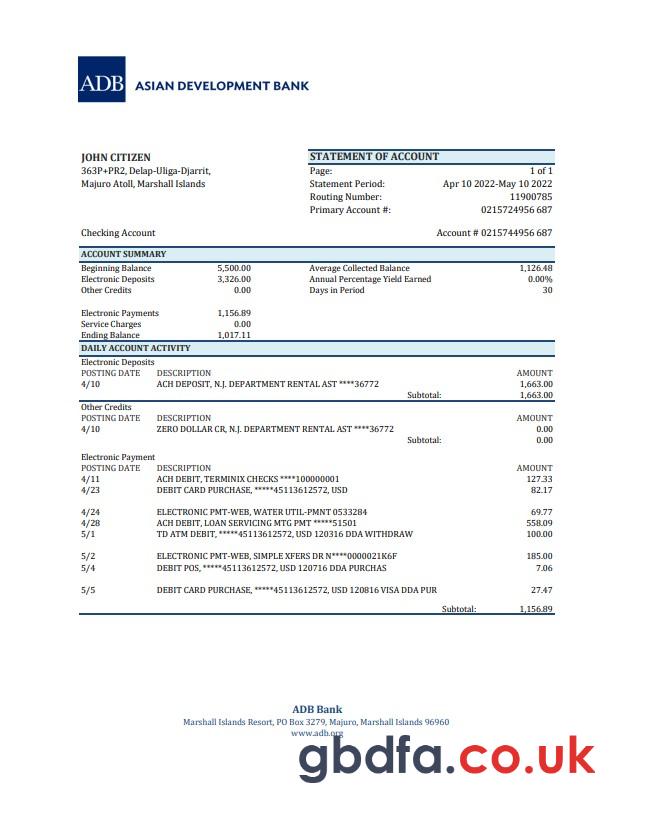 ADB ASIAN DEVELOPMENT BANK
JOHN CITIZEN
363P+PR2, Delap-Uliga-Djarrit,
Majuro Atoll, Marshall Islands
STATEMENT OF ACCOUNT
Page: 1 of 1
Statement Period: Apr 10 2022-May 10 2022
Routing Number: 11900785
Primary Account #: 0215724956 687
Checking Account Account # 0215744956 687
ACCOUNT SUMMARY
Beginning Balance 5,500.00 Average Collected Balance 1,126.48
Electronic Deposits 3,326.00 Annual Percentage Yield Earned 0.00%
Other Credits 0.00 Days in Period 30
Electronic Payments 1,156.89
Service Charges 0.00
Ending Balance 1,017.11
DAILY ACCOUNT ACTIVITY
Electronic Deposits
POSTING DATE DESCRIPTION AMOUNT
4/10 ACH DEPOSIT, N.J. DEPARTMENT RENTAL AST ****36772 1,663.00
Subtotal: 1,663.00
Other Credits
POSTING DATE DESCRIPTION AMOUNT
4/10 ZERO DOLLAR CR, N.J. DEPARTMENT RENTAL AST ****36772 0.00
Subtotal: 0.00
Electronic Payment
POSTING DATE DESCRIPTION AMOUNT
4/11 ACH DEBIT, TERMINIX CHECKS ****100000001 127.33
4/23 DEBIT CARD PURCHASE, *****45113612572, USD 82.17
4/24 ELECTRONIC PMT-WEB, WATER UTIL-PMNT 0533284 69.77
4/28 ACH DEBIT, LOAN SERVICING MTG PMT *****51501 558.09
5/1 TD ATM DEBIT, *****45113612572, USD 120316 DDA WITHDRAW 100.00
5/2 ELECTRONIC PMT-WEB, SIMPLE XFERS DR N****0000021K6F 185.00
5/4 DEBIT POS, *****45113612572, USD 120716 DDA PURCHAS 7.06
5/5 DEBIT CARD PURCHASE, *****45113612572, USD 120816 VISA DDA PUR 27.47
Subtotal: 1,156.89
ADB Bank
Marshall Islands Resort, PO Box 3279, Majuro, Marshall Islands 96960
www.adb.org
gbdfa.co.uk